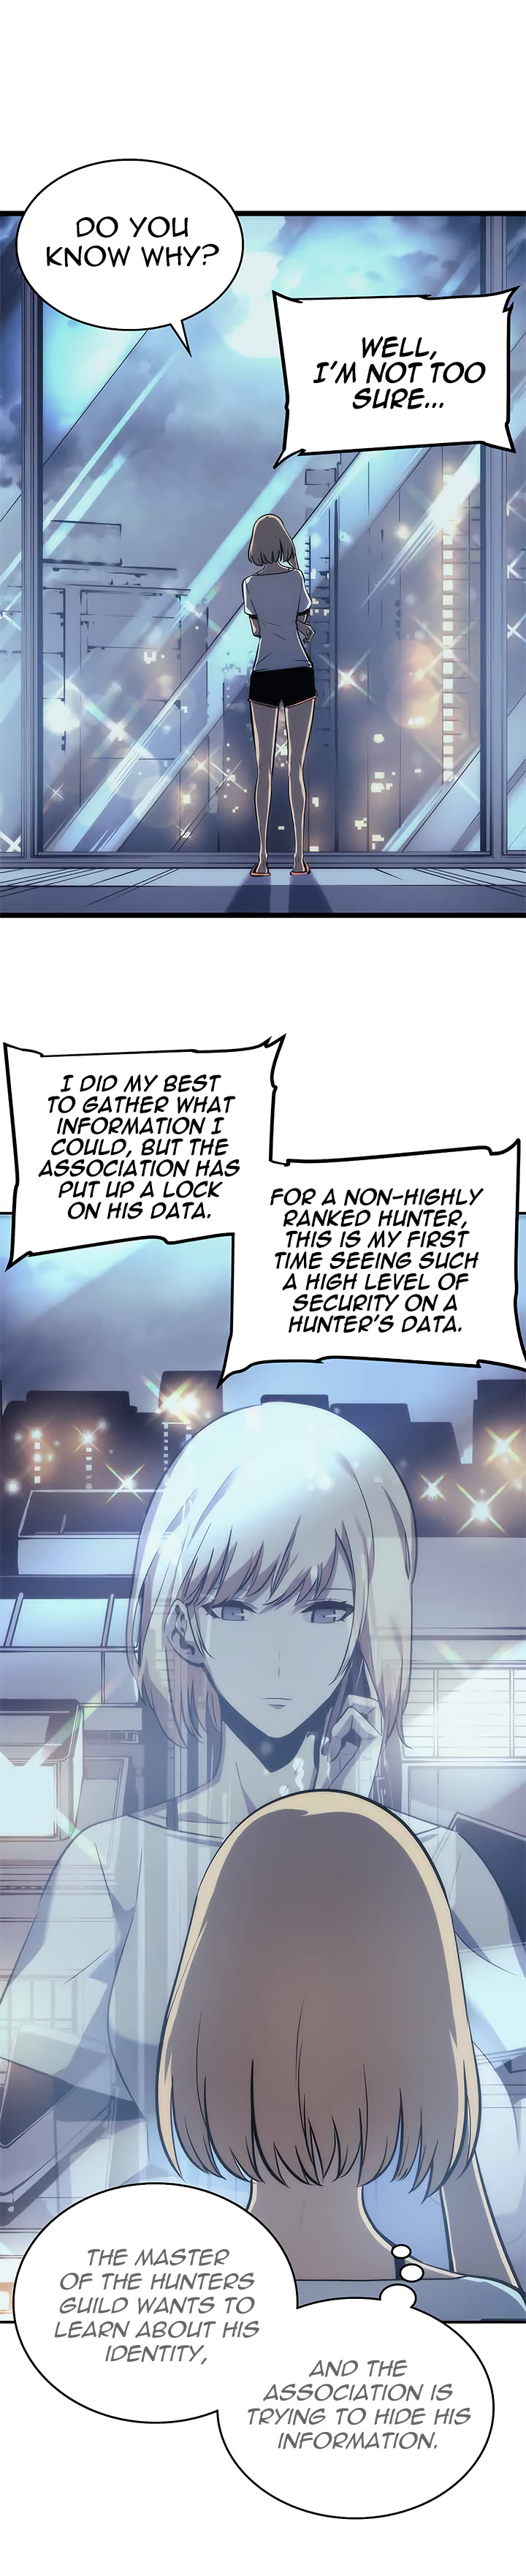 DO YOU
KNOW WHY?
WELL,
I'M NOT TOO
SURE...
I DID MY BEST
TO GATHER WHAT
INFORMATION I
COULD, BUT THE
ASSOCIATION HAS
PUT UP A LOCK
ON HIS DATA.
FOR A NON-HIGHLY
RANKED HUNTER,
THIS IS MY FIRST
TIME SEEING SUCH
A HIGH LEVEL OF
SECURITY ON A
HUNTER'S DATA.
THE MASTER
OF THE HUNTERS
GUILD WANTS TO
LEARN ABOUT HIS
IDENTITY,
AND THE
ASSOCIATION IS
TRYING TO HIDE HIS
INFORMATION.